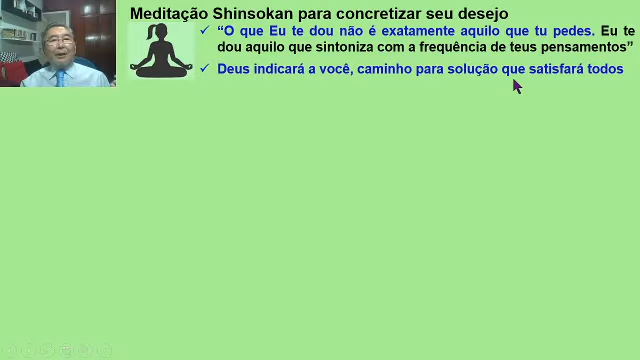 Meditação Shinsokan para concretizar seu desejo
“O que Eu te dou não é exatamente aquilo que tu pedes. Eu te
dou aquilo que sintoniza com a frequência de teus pensamentos”
Deus indicará a você, caminho para solução que satisfará todos